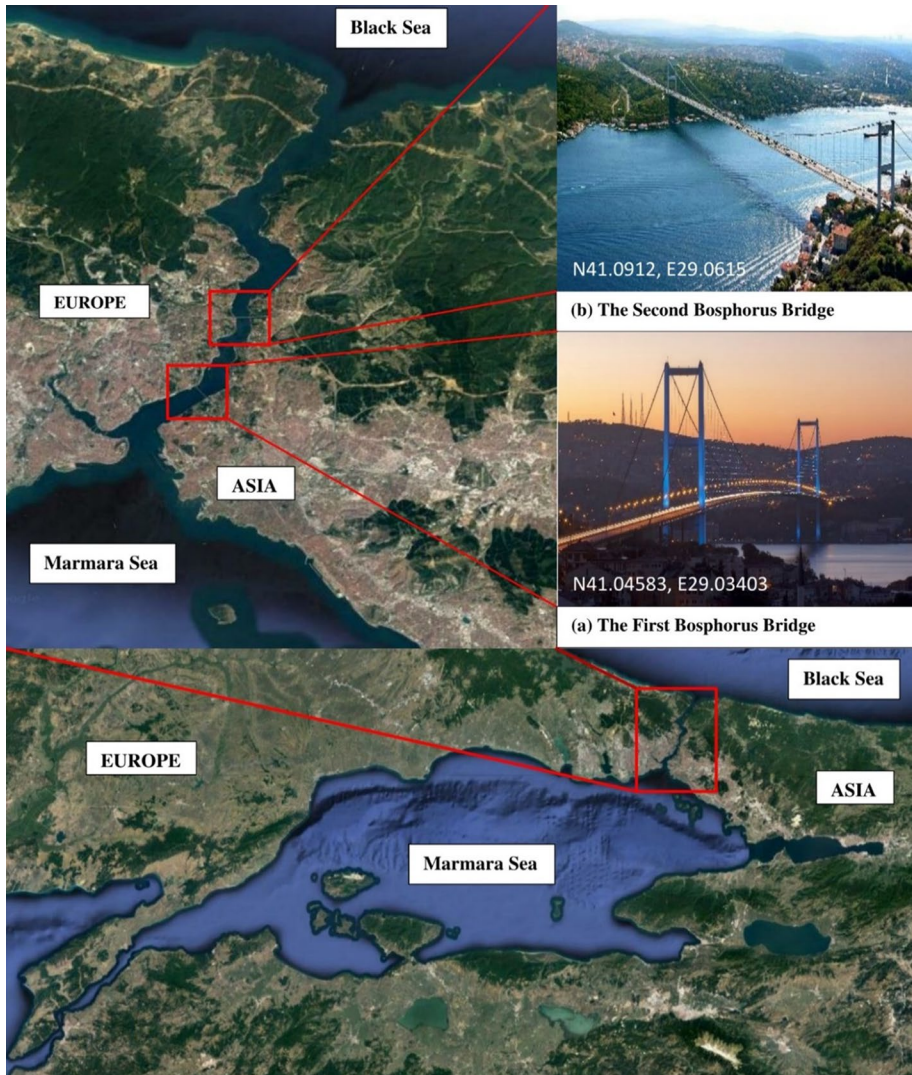 Black Sea
EUROPE
ASIA
Marmara Sea
N41.0912, E29.0615
(b) The Second Bosphorus Bridge
N41.04583, E29.03403
(a) The First Bosphorus Bridge
Black Sea
EUROPE
ASIA
Marmara Sea